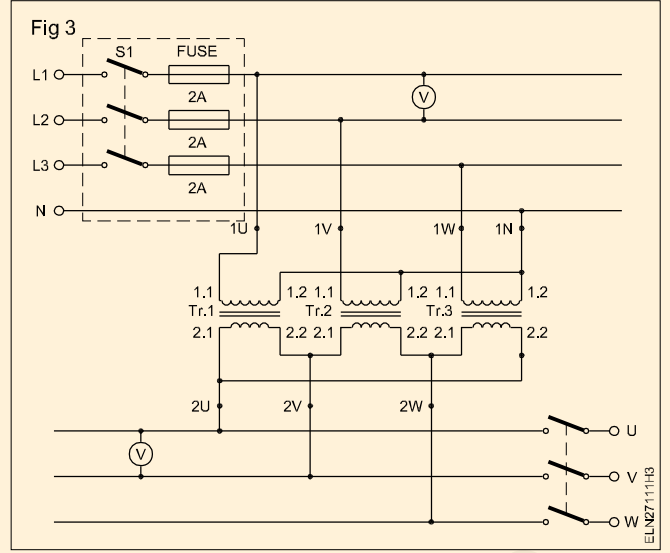 Fig 3
S1 FUSE
L1
2A
V
L2
2A
L3
2A
N
1U 1V 1W 1N
1.1 1.2 1.1 1.2 1.1 1.2
Tr.1 Tr.2 Tr.3
2.1 2.2 2.1 2.2 2.1 2.2
2U 2V 2W
U
V
V
W
ELN27111H3